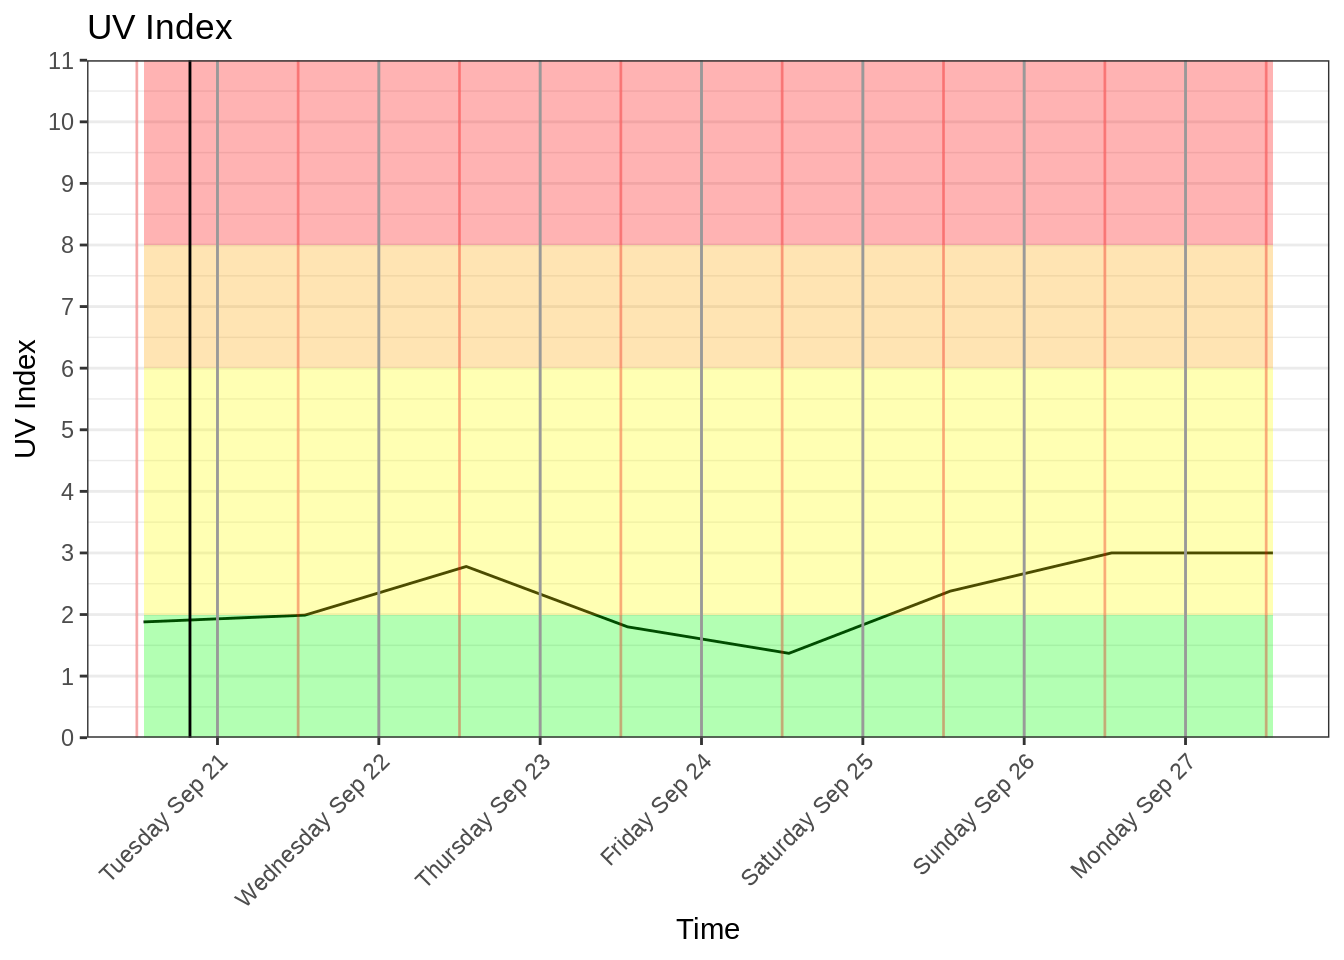 UV Index
11
10
9
8
7
6
5
4
3
2
1
0
UV Index
Tuesday Sep 21
Wednesday Sep 22
Thursday Sep 23
Friday Sep 24
Saturday Sep 25
Sunday Sep 26
Monday Sep 27
Time